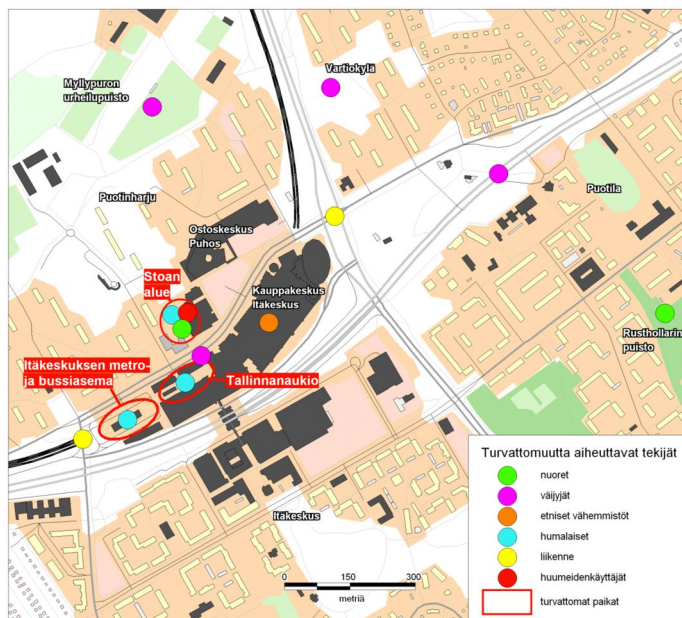 Myllypuron
urheilupuisto
Vartiokylä
Puotinharju
Puotila
Ostoskeskus
Puhos
Stoan
alue
Kauppakeskus
Itäkeskus
Rusthollarin
puisto
Itäkeskuksen metro-
ja bussiasema
Tallinnanaukio
Itäkeskus
0 150 300
metriä
Turvattomuutta aiheuttavat tekijät
nuoret
väijyjät
etniset vähemmistöt
humalaiset
liikenne
huumeidenkäyttäjät
turvattomat paikat